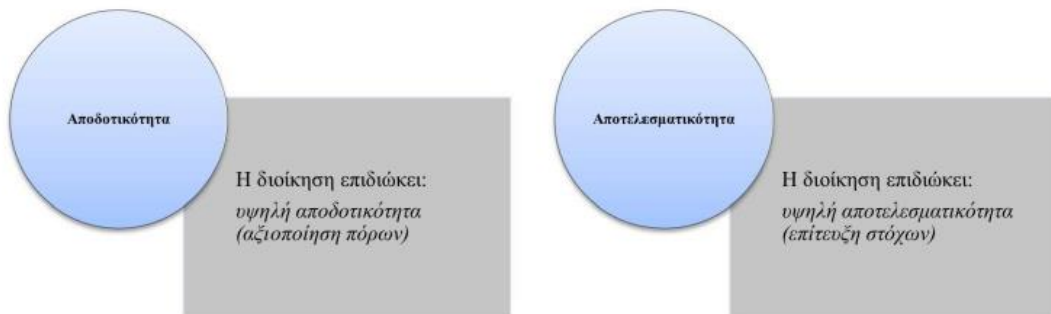 Αποδοτικότητα
Η διοίκηση επιδιώκει:
υψηλή αποδοτικότητα
(αξιοποίηση πόρων)
Αποτελεσματικότητα
Η διοίκηση επιδιώκει:
υψηλή αποτελεσματικότητα
(επίτευξη στόχων)